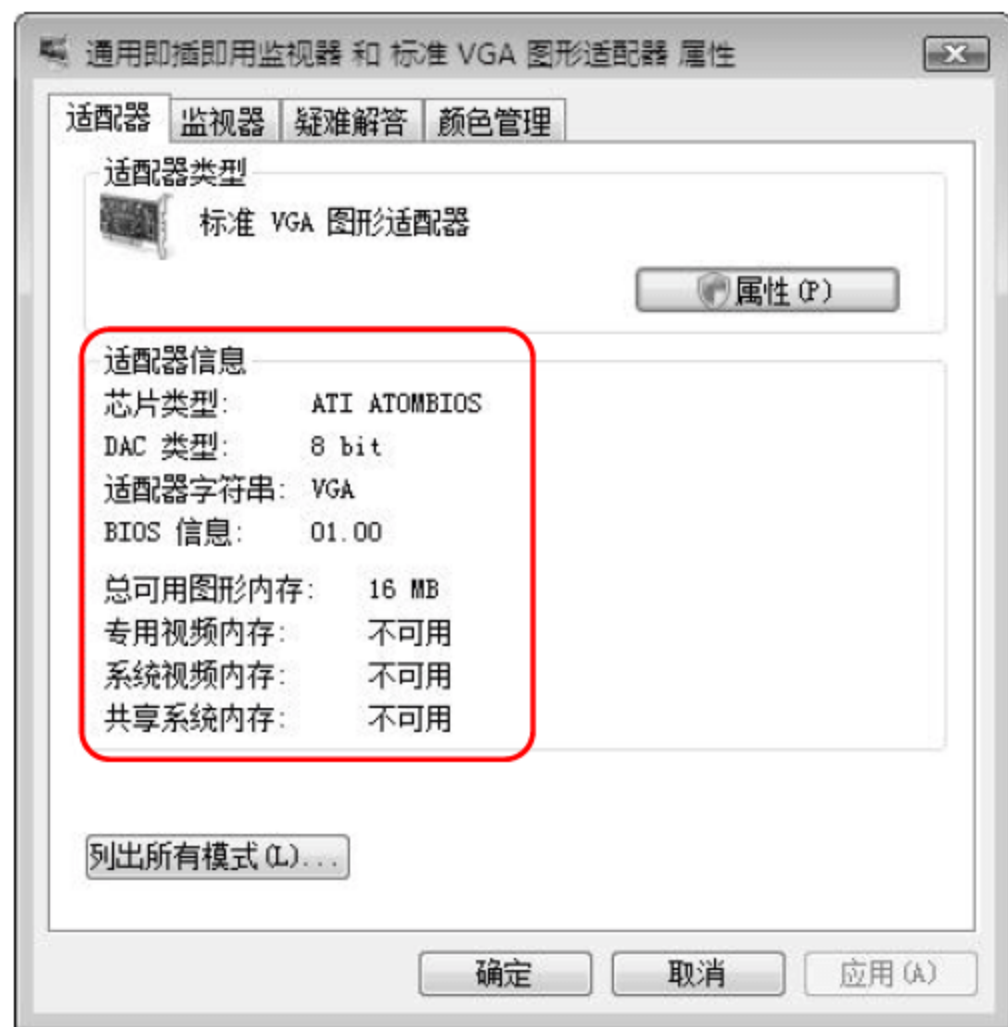 通用即插即用监视器 和 标准 VGA 图形适配器 属性
适配器 监视器 疑难解答 颜色管理
适配器类型
标准 VGA 图形适配器
属性(P)
适配器信息
芯片类型: ATI ATOMBIOS
DAC 类型: 8 bit
适配器字符串: VGA
BIOS 信息: 01.00
总可用图形内存: 16 MB
专用视频内存: 不可用
系统视频内存: 不可用
共享系统内存: 不可用
列出所有模式(L)...
确定 取消 应用(A)